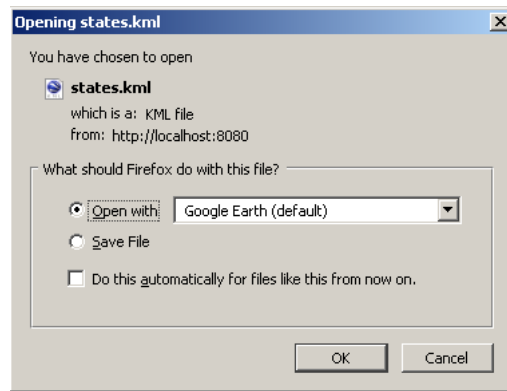 Opening states.kml
You have chosen to open
states.kml
which is a: KML file
from: http://localhost:8080
What should Firefox do with this file?
Open with
Google Earth (default)
Save File
Do this automatically for files like this from now on.
OK
Cancel